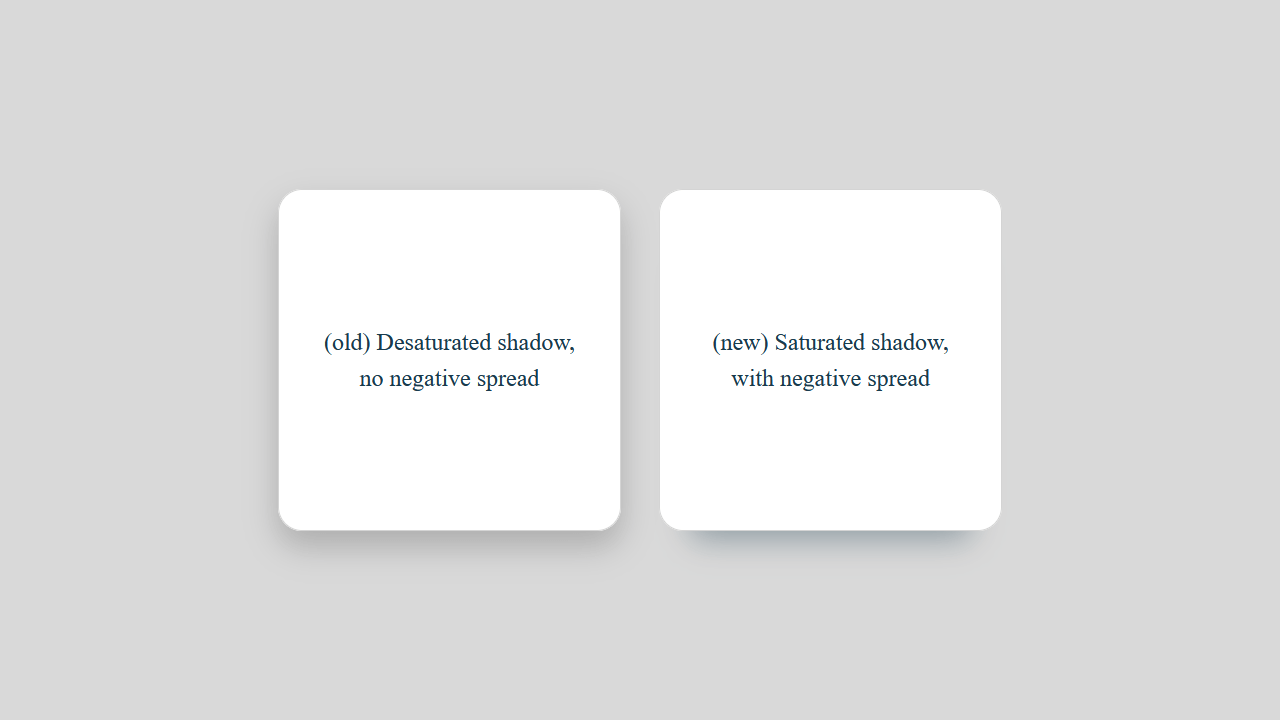 (old) Desaturated shadow,
no negative spread
(new) Saturated shadow,
with negative spread